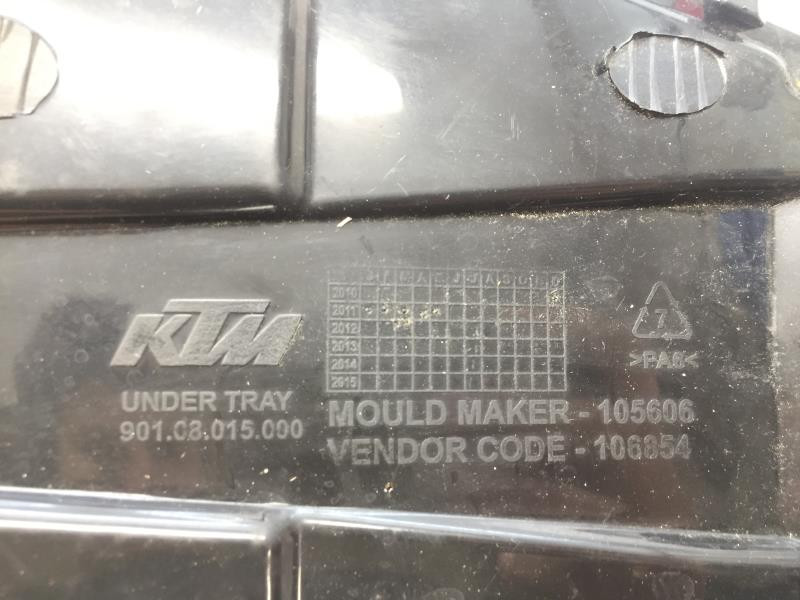 KTM
UNDER TRAY
901.08.015.000
J F M A M J J A S O N D
2010
2011
2012
2013
2014
2015
MOULD MAKER - 105606
VENDOR CODE - 106854
7
>PA6<